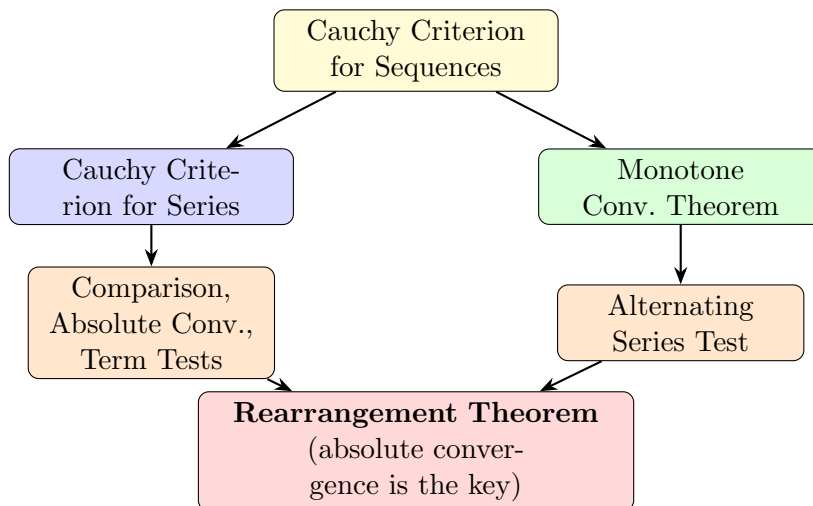 Cauchy Criterion
for Sequences
Cauchy Crite-
rion for Series
Monotone
Conv. Theorem
Comparison,
Absolute Conv.,
Term Tests
Alternating
Series Test
Rearrangement Theorem
(absolute conver-
gence is the key)